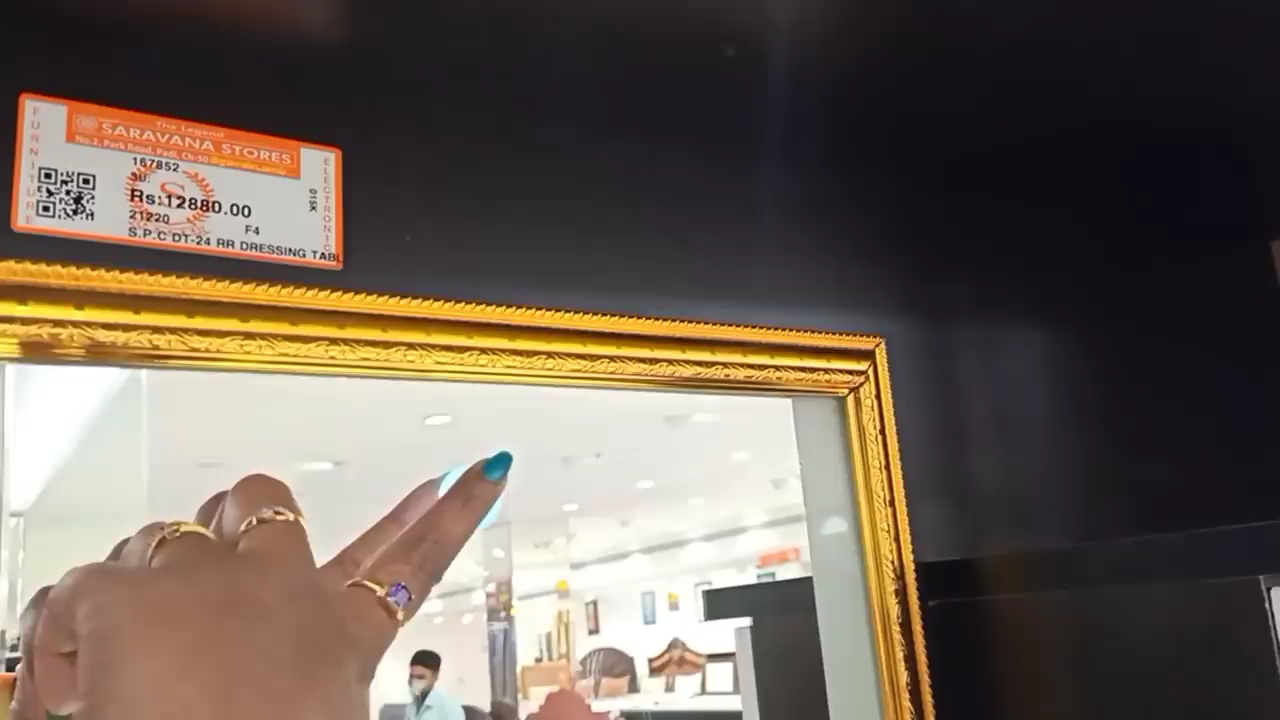 The Legend
SARAVANA STORES
No.2, Park Road, Padi, Ch-50
FURNITURE
167852
Rs:12880.00
21220
F4
S.P.C DT-24 RR DRESSING TABL
015K
ELECTRONIC